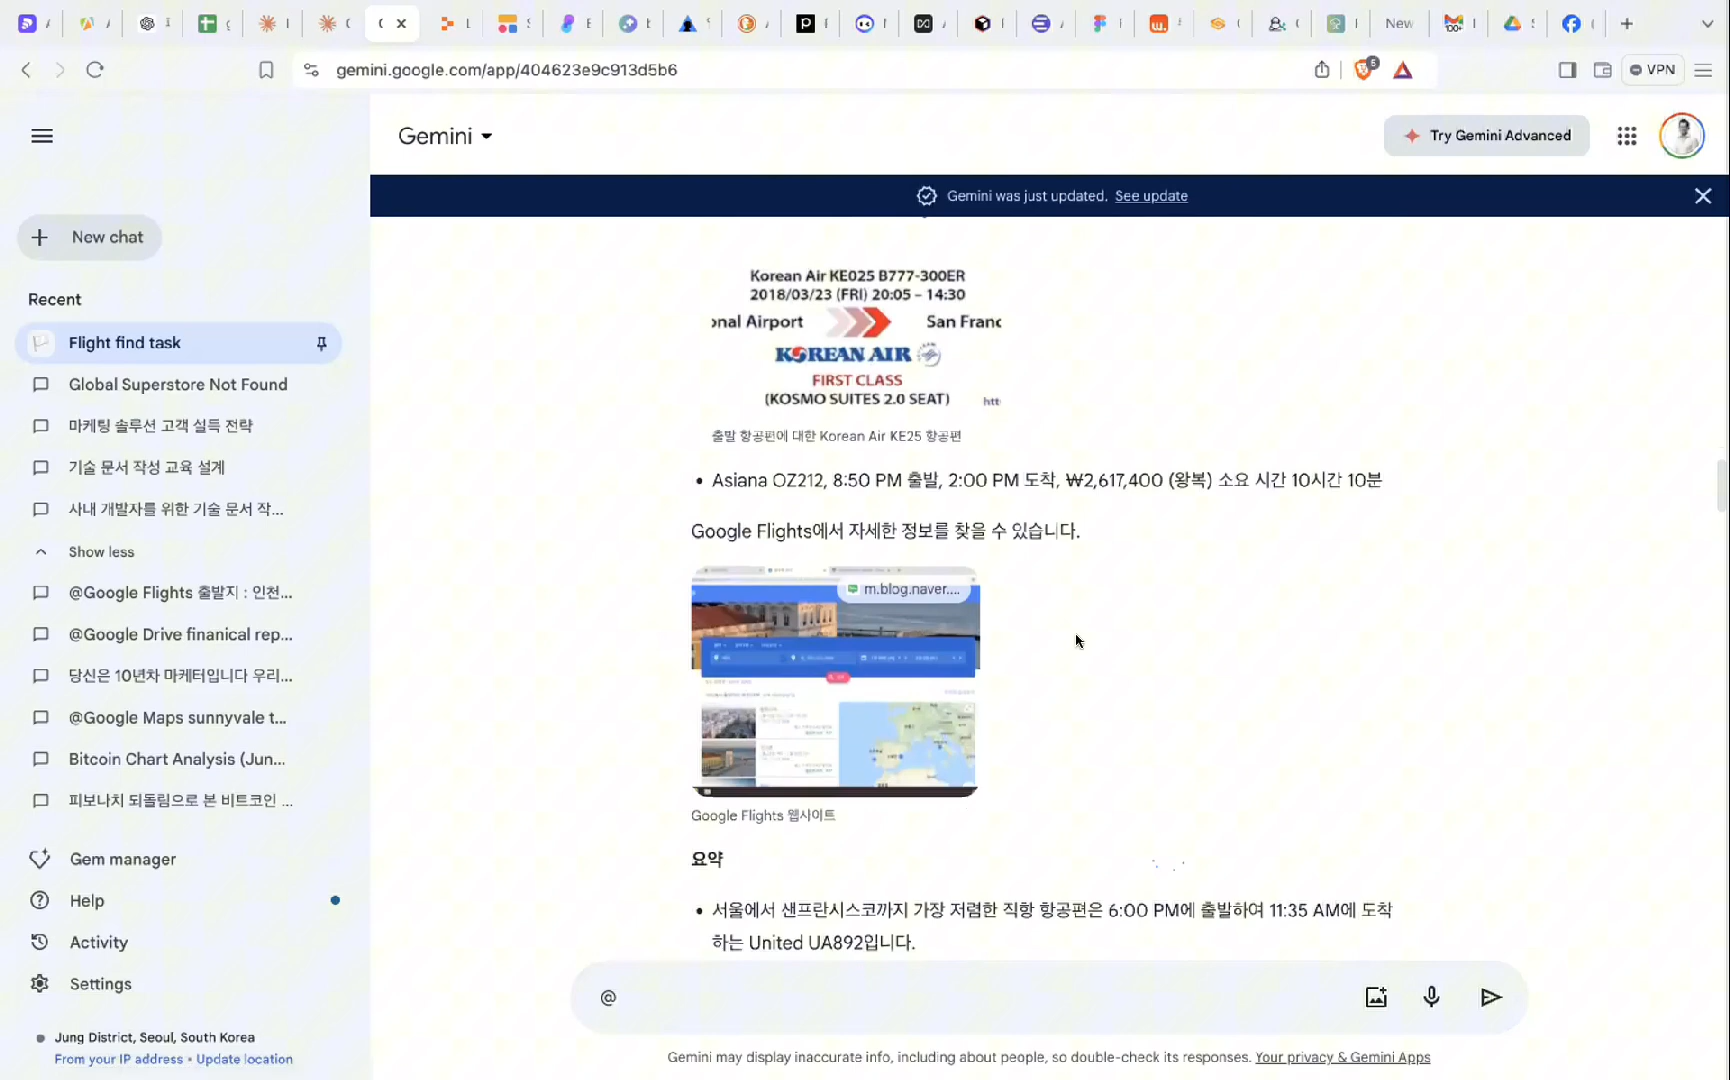 gemini.google.com/app/404623e9c913d5b6
5
VPN
New
Gemini
Try Gemini Advanced
Gemini was just updated. See update
New chat
Recent
Flight find task
Global Superstore Not Found
마케팅 솔루션 고객 설득 전략
기술 문서 작성 교육 설계
사내 개발자를 위한 기술 문서 작...
Show less
@Google Flights 출발지 : 인천...
@Google Drive finanical rep...
당신은 10년차 마케터입니다 우리...
@Google Maps sunnyvale t...
Bitcoin Chart Analysis (Jun...
피보나치 되돌림으로 본 비트코인 ...
Gem manager
Help
Activity
Settings
Jung District, Seoul, South Korea
From your IP address • Update location
Korean Air KE025 B777-300ER
2018/03/23 (FRI) 20:05 – 14:30
onal Airport San Franc
KOREAN AIR
FIRST CLASS
(KOSMO SUITES 2.0 SEAT) htt
출발 항공편에 대한 Korean Air KE25 항공편
• Asiana OZ212, 8:50 PM 출발, 2:00 PM 도착, ₩2,617,400 (왕복) 소요 시간 10시간 10분
Google Flights에서 자세한 정보를 찾을 수 있습니다.
m.blog.naver....
Google Flights 웹사이트
요약
• 서울에서 샌프란시스코까지 가장 저렴한 직항 항공편은 6:00 PM에 출발하여 11:35 AM에 도착
하는 United UA892입니다.
@
Gemini may display inaccurate info, including about people, so double-check its responses. Your privacy & Gemini Apps